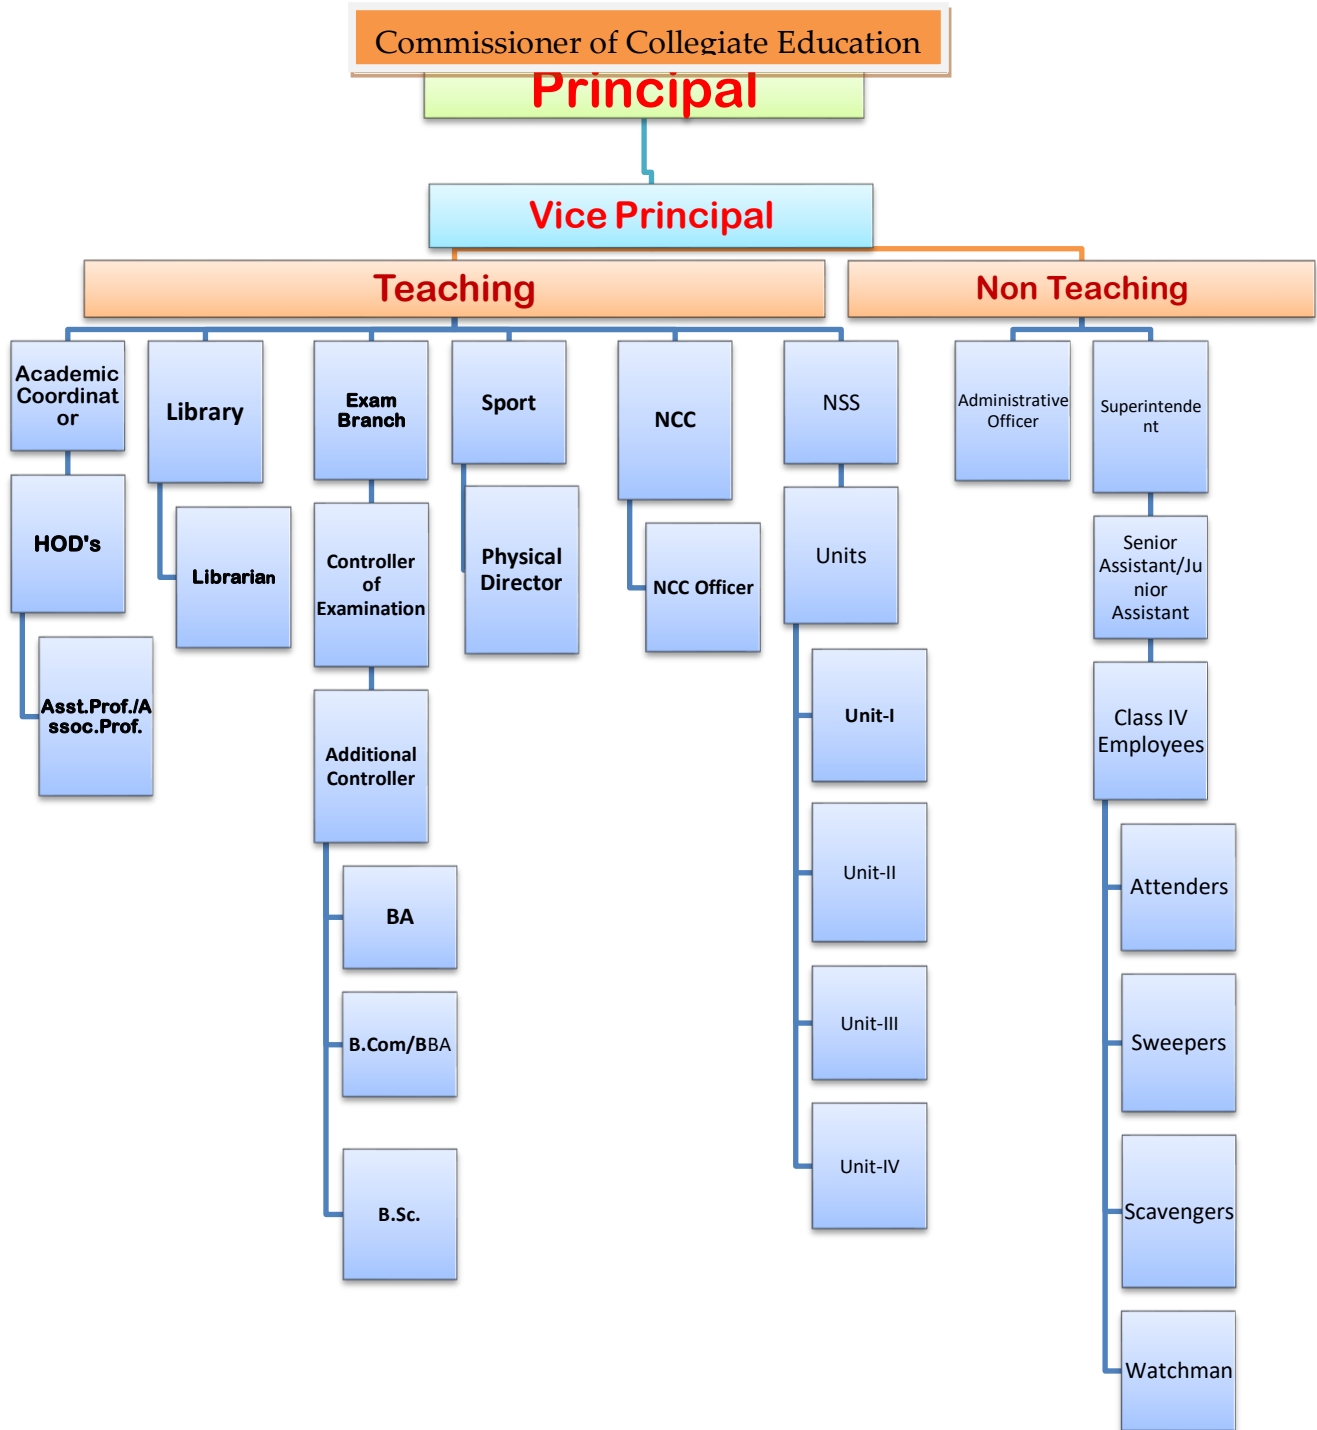 Commissioner of Collegiate Education
Principal
Vice Principal
Teaching
Non Teaching
Academic
Coordinat
or
Library
Exam
Branch
Sport
NCC
NSS
Administrative
Officer
Superintende
nt
HOD's
Librarian
Controller
of
Examination
Physical
Director
NCC Officer
Units
Senior
Assistant/Ju
nior
Assistant
Asst.Prof./A
ssoc.Prof.
Additional
Controller
Unit-I
Class IV
Employees
BA
Unit-II
Attenders
B.Com/BBA
Unit-III
Sweepers
B.Sc.
Unit-IV
Scavengers
Watchman